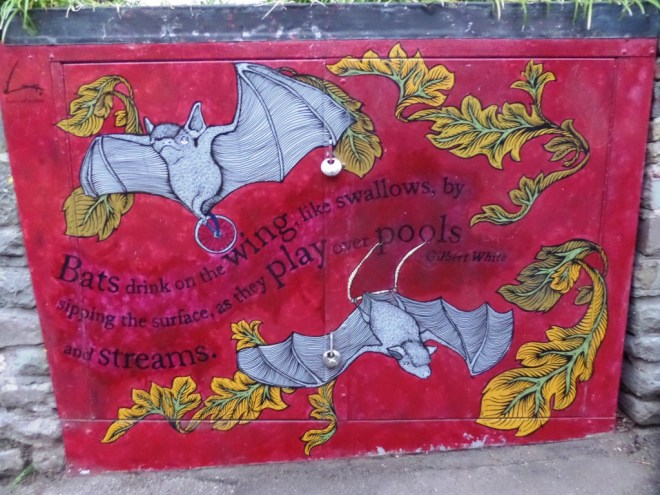 Bats drink on the wing, like swallows, by
sipping the surface, as they play over pools
and streams.
Gilbert White